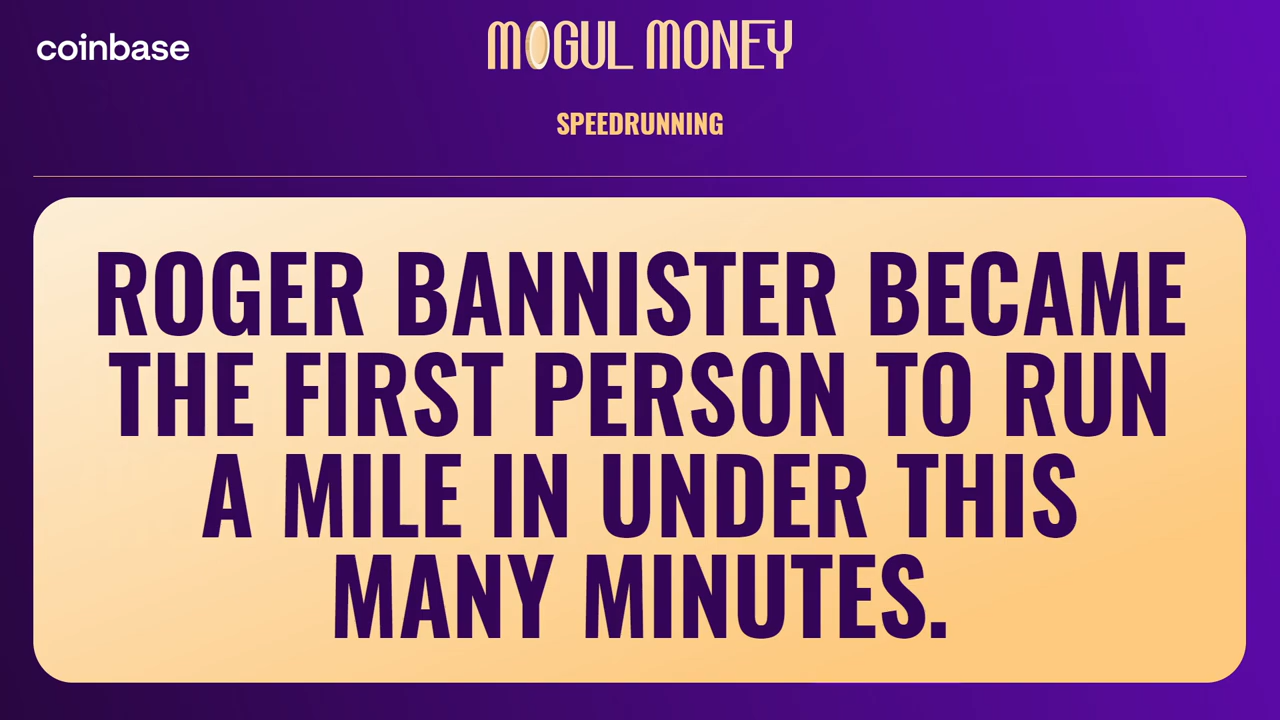 coinbase
MOGUL MONEY
SPEEDRUNNING
ROGER BANNISTER BECAME
THE FIRST PERSON TO RUN
A MILE IN UNDER THIS
MANY MINUTES.